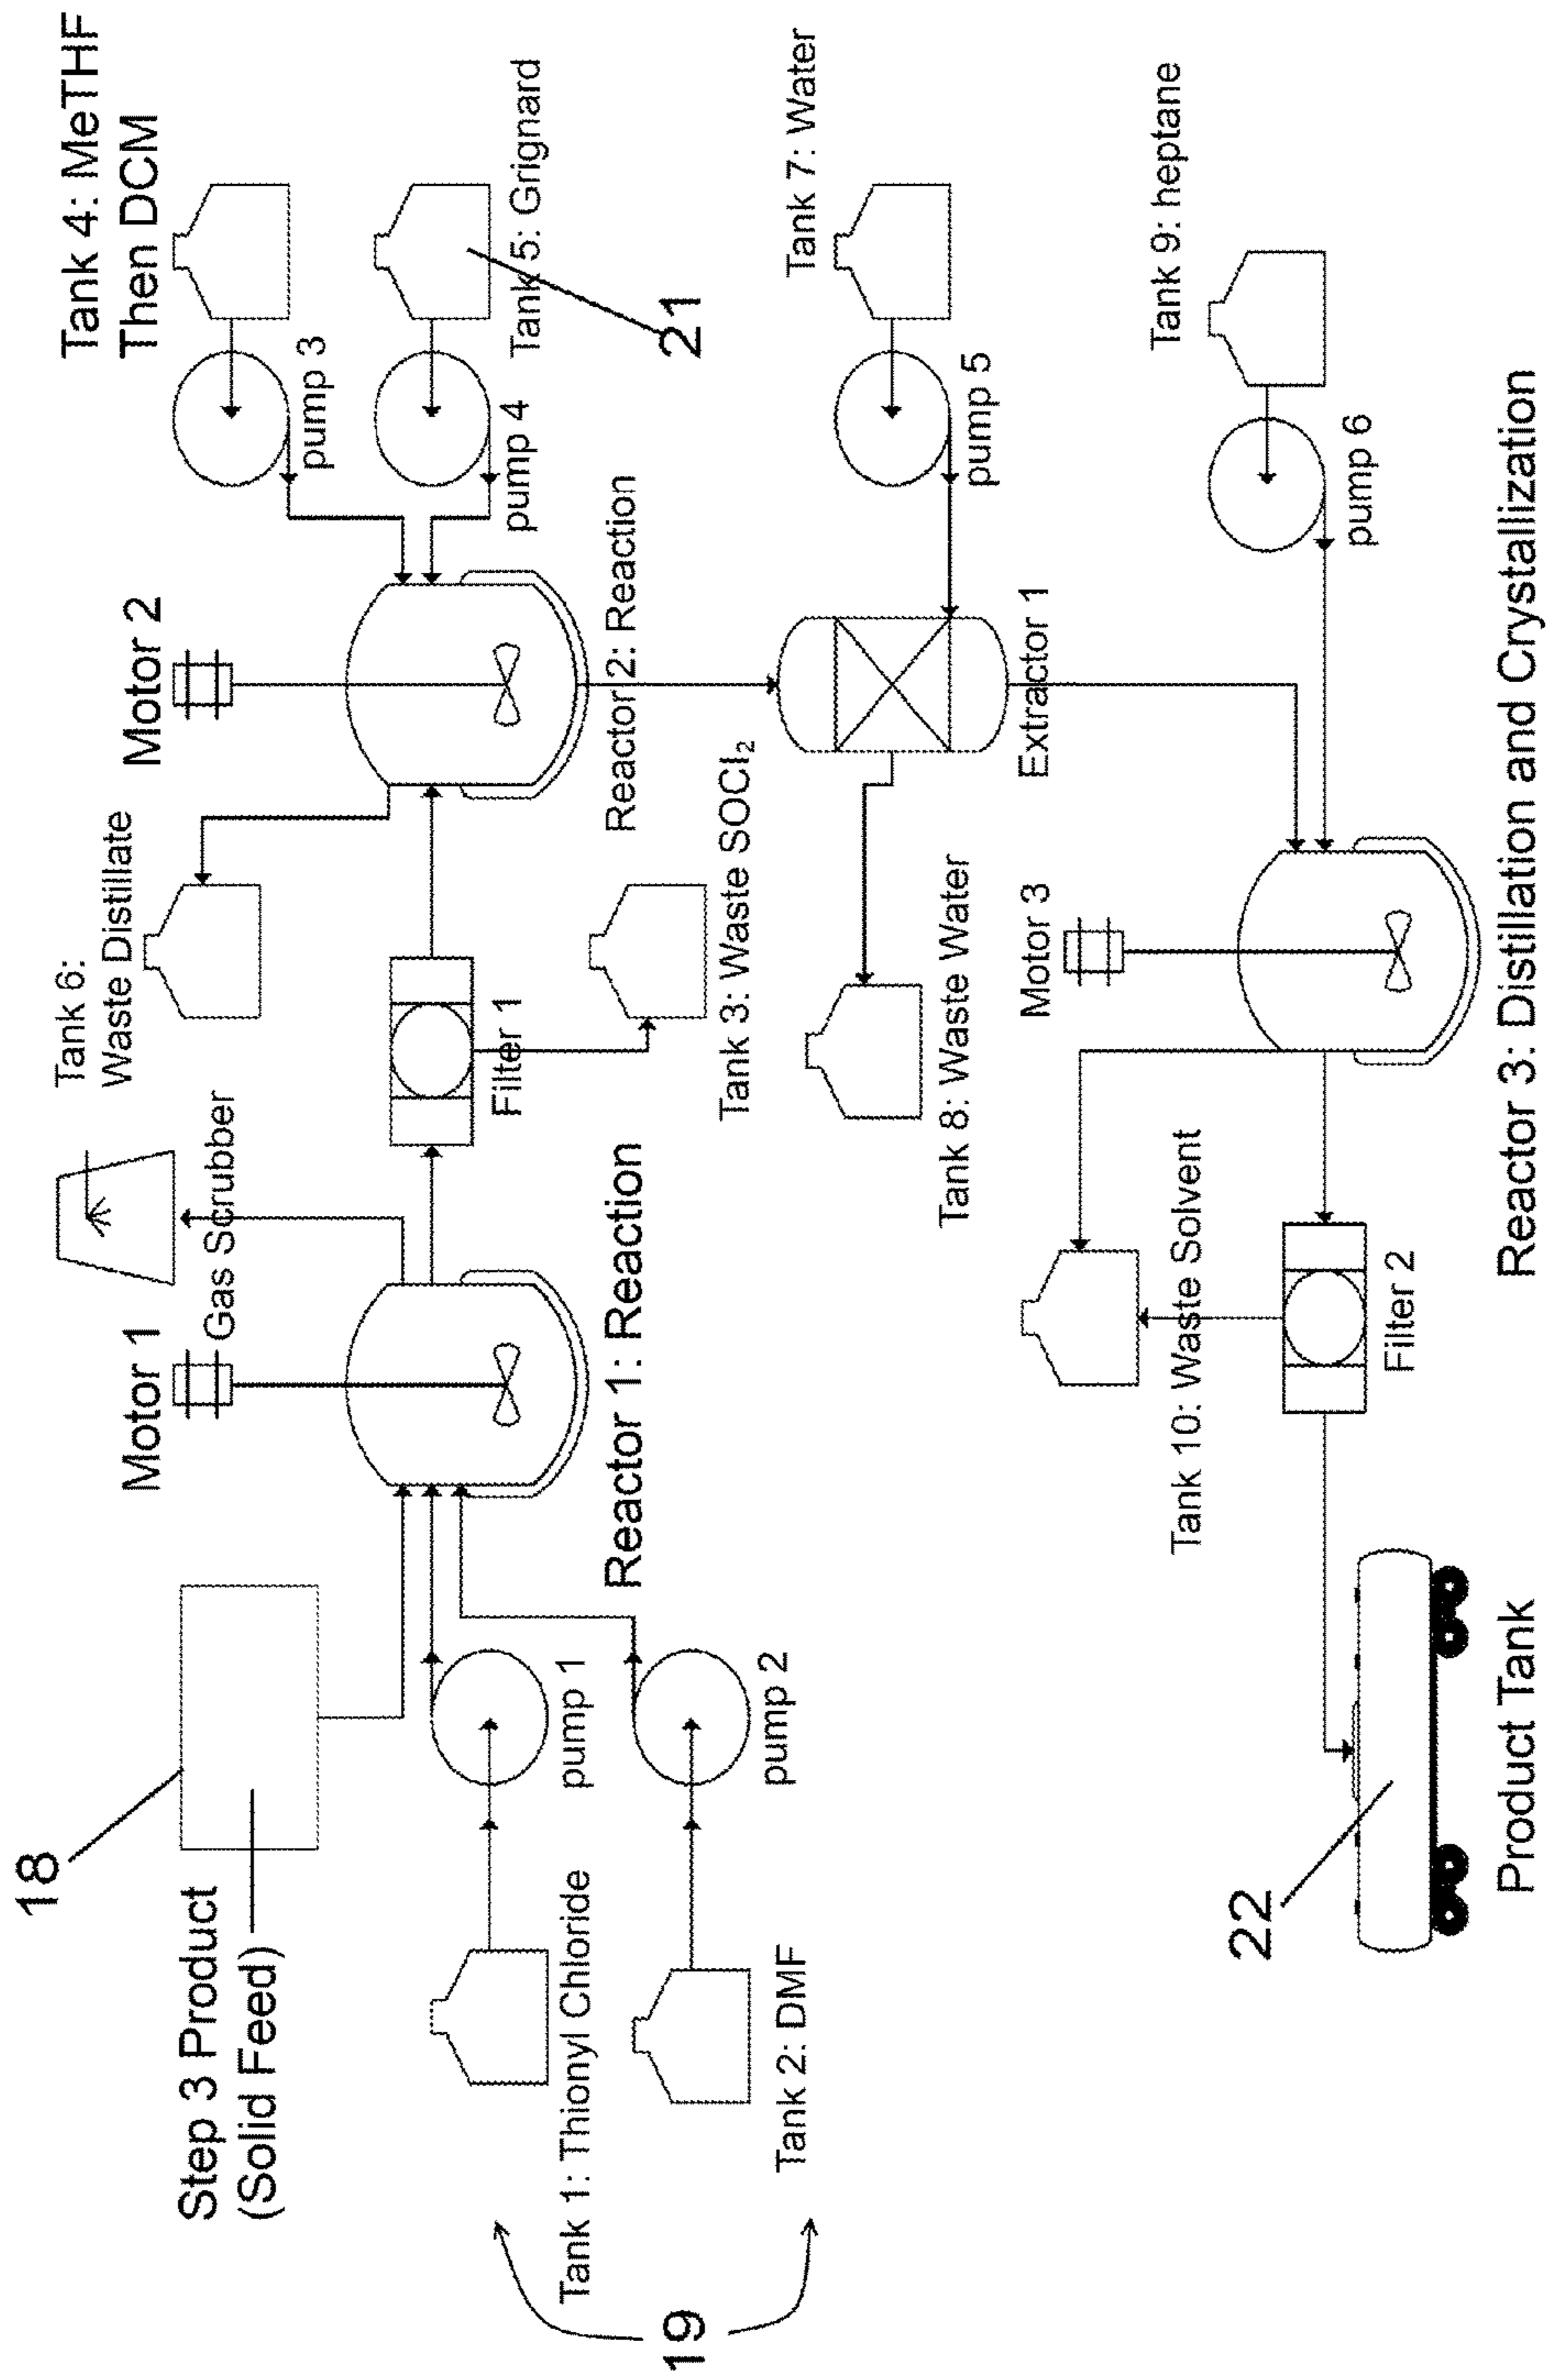 18
Step 3 Product
(Solid Feed)
Motor 1
Gas Scrubber
Tank 6:
Waste Distillate
Motor 2
Tank 4: MeTHF
Then DCM
pump 3
Tank 5: Grignard
pump 4
21
Filter 1
Reactor 2: Reaction
Reactor 1: Reaction
Tank 3: Waste SOCl₂
pump 1
Tank 1: Thionyl Chloride
pump 2
Tank 2: DMF
19
Tank 7: Water
pump 5
Extractor 1
Tank 8: Waste Water
Motor 3
Tank 9: heptane
pump 6
Tank 10: Waste Solvent
Filter 2
22
Product Tank
Reactor 3: Distillation and Crystallization